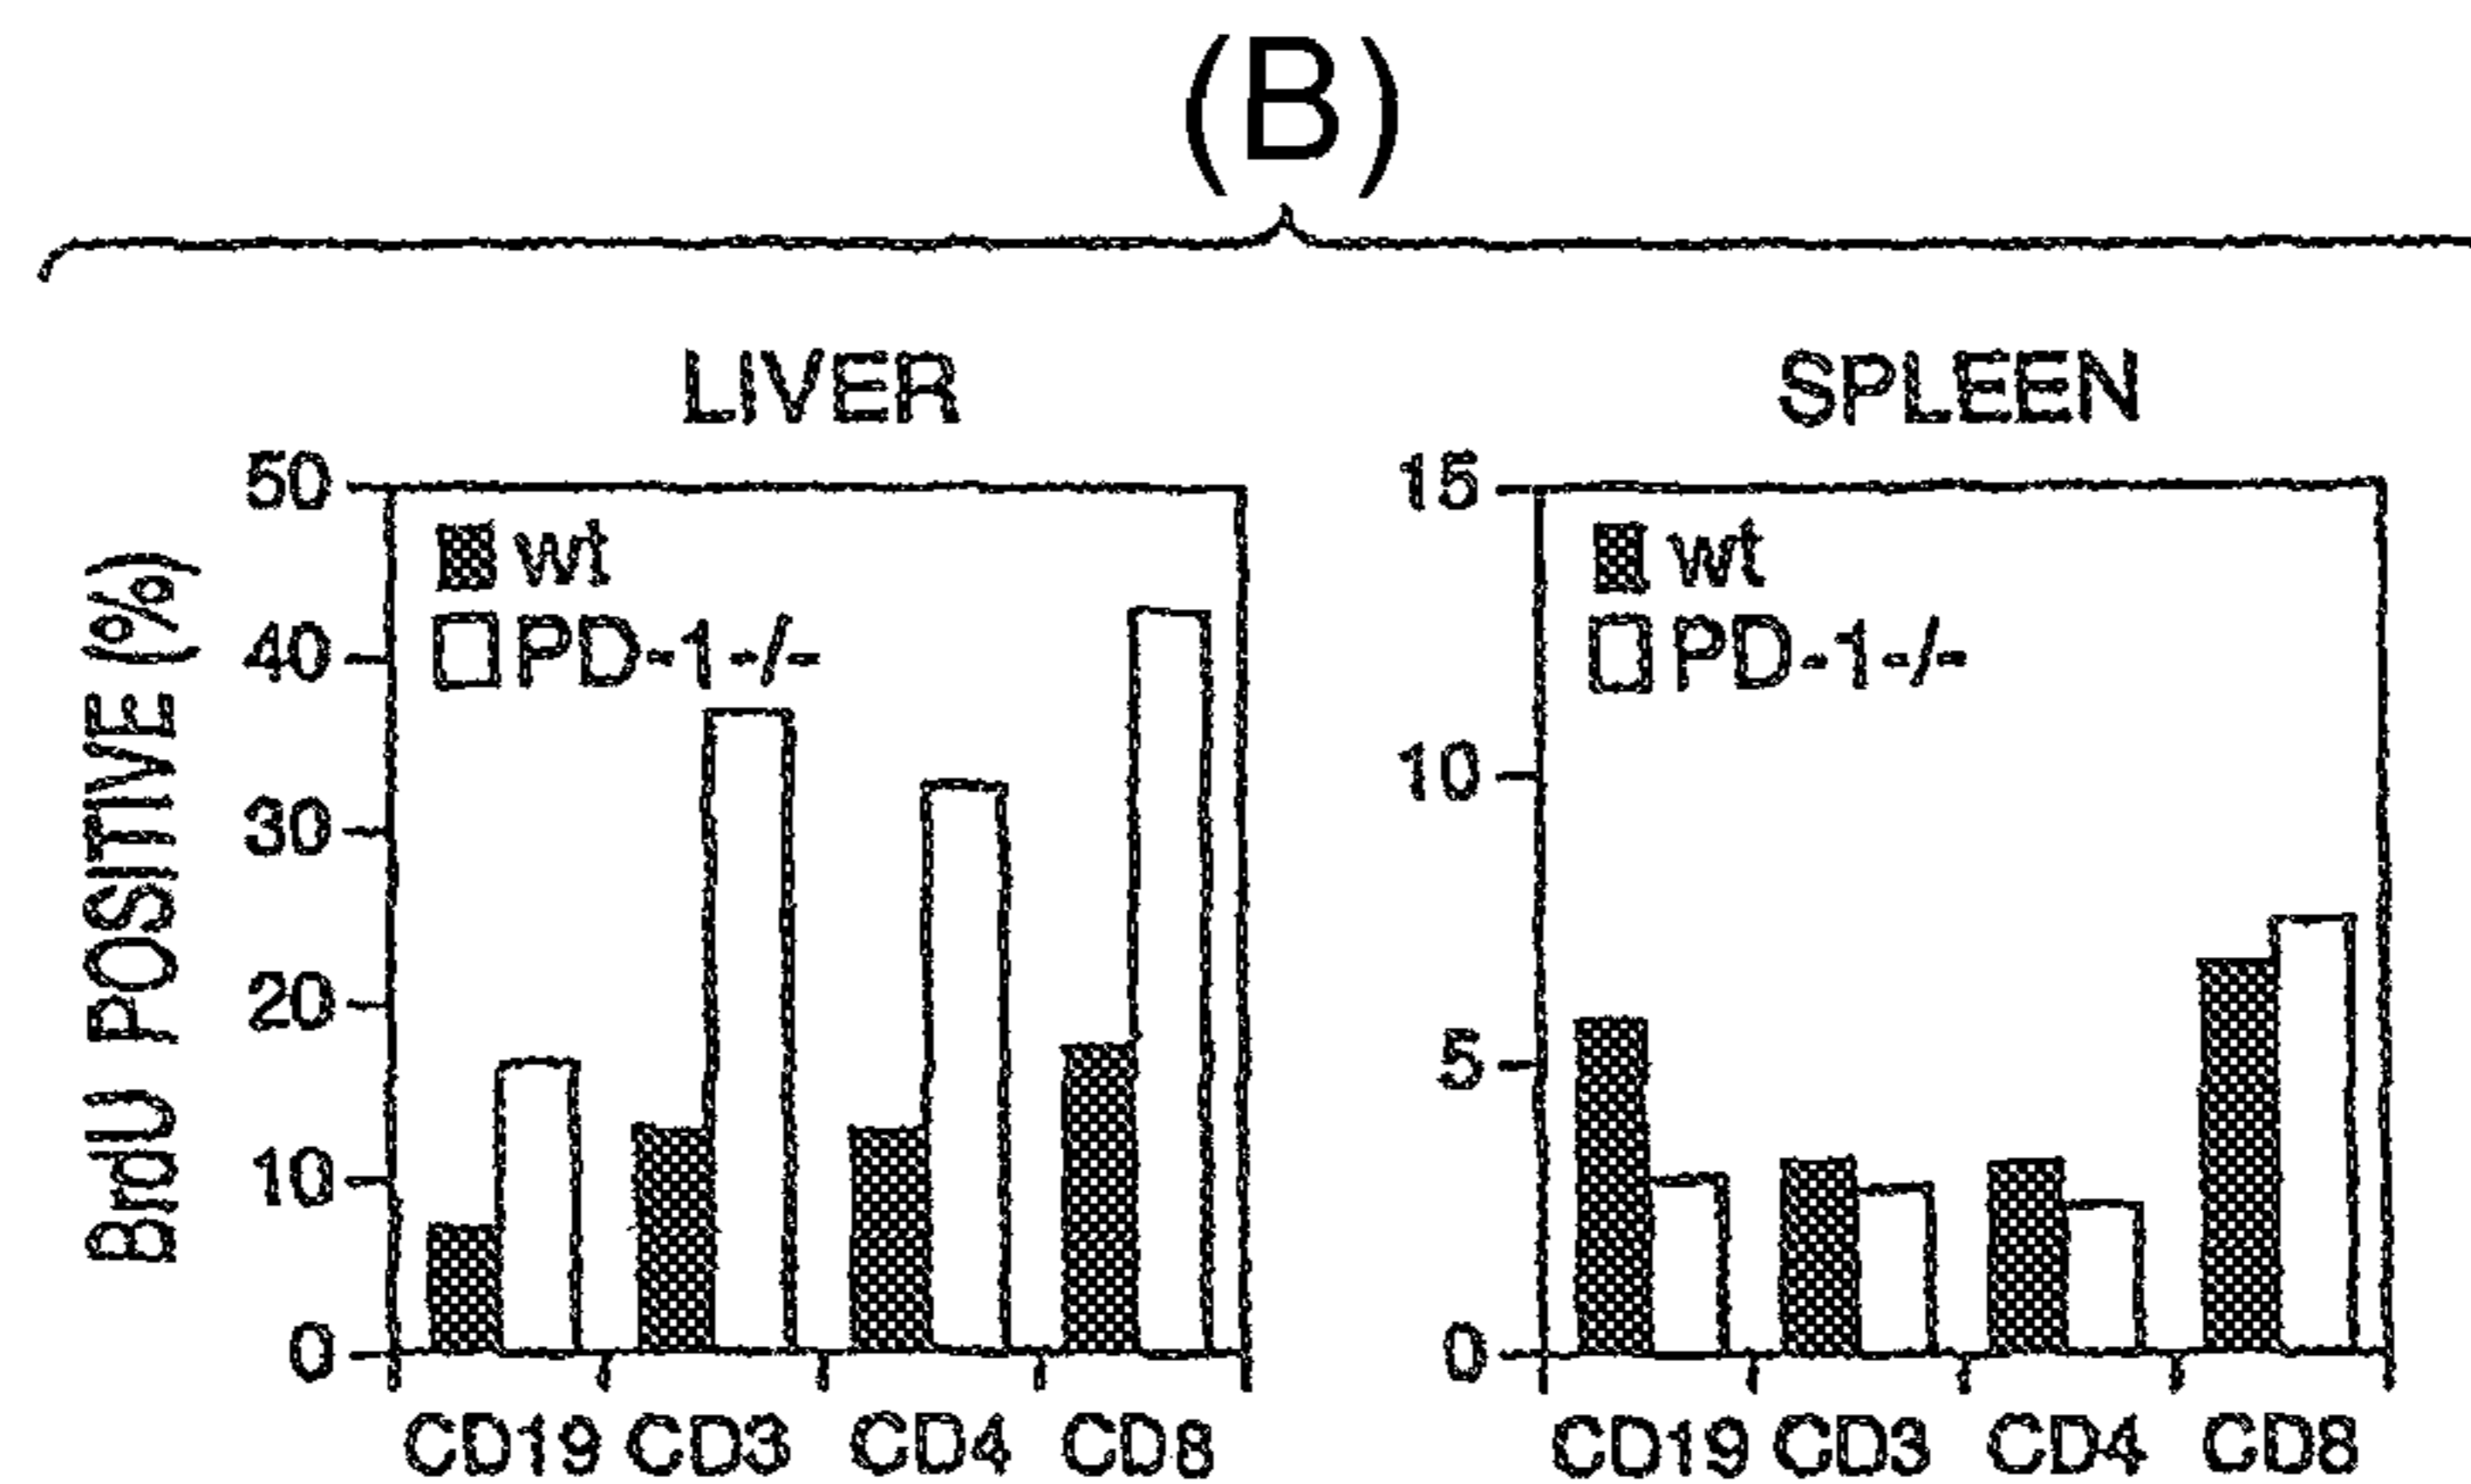 (B)
LIVER
BrdU POSITIVE (%)
50
40
30
20
10
0
wt
PD-1-/-
CD19 CD3 CD4 CD8
SPLEEN
15
10
5
0
wt
PD-1-/-
CD19 CD3 CD4 CD8